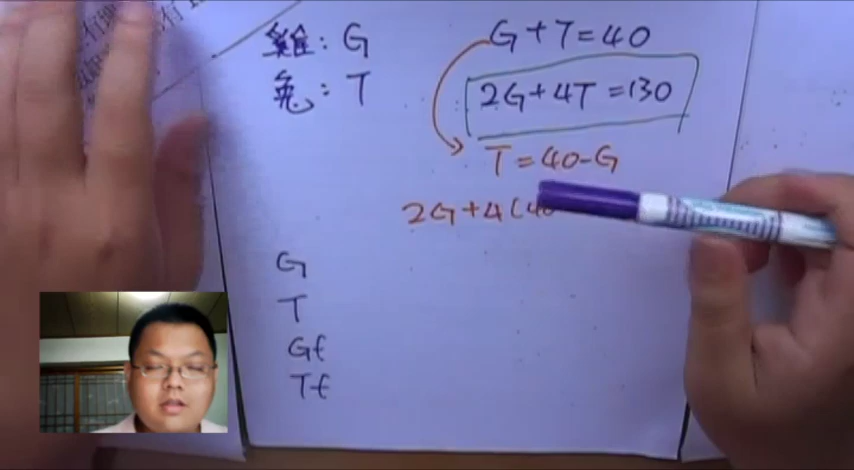 雞: G
兔: T
G+T=40
2G+4T=130
T=40-G
2G+4(40
G
T
Gf
Tf